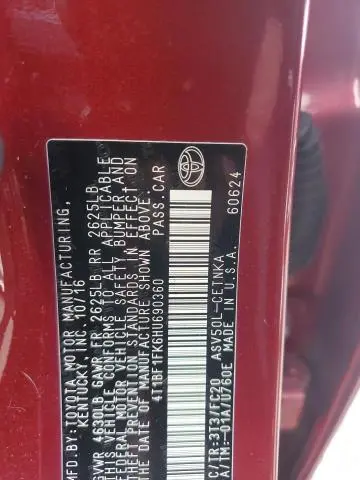 MFD. BY:TOYOTA MOTOR MANUFACTURING,
KENTUCKY, INC. 10/16
GVWR 4630LB GAWR FR 2625LB RR 2625LB
THIS VEHICLE CONFORMS TO ALL APPLICABLE
FEDERAL MOTOR VEHICLE SAFETY, BUMPER, AND
THEFT PREVENTION STANDARDS IN EFFECT ON
THE DATE OF MANUFACTURE SHOWN ABOVE.
4T1BF1FK6HU690360 PASS.CAR
60624
C/TR:3T3/FC20 ASV50L-CETNKA
A/TM:-01A/U760E MADE IN U.S.A.